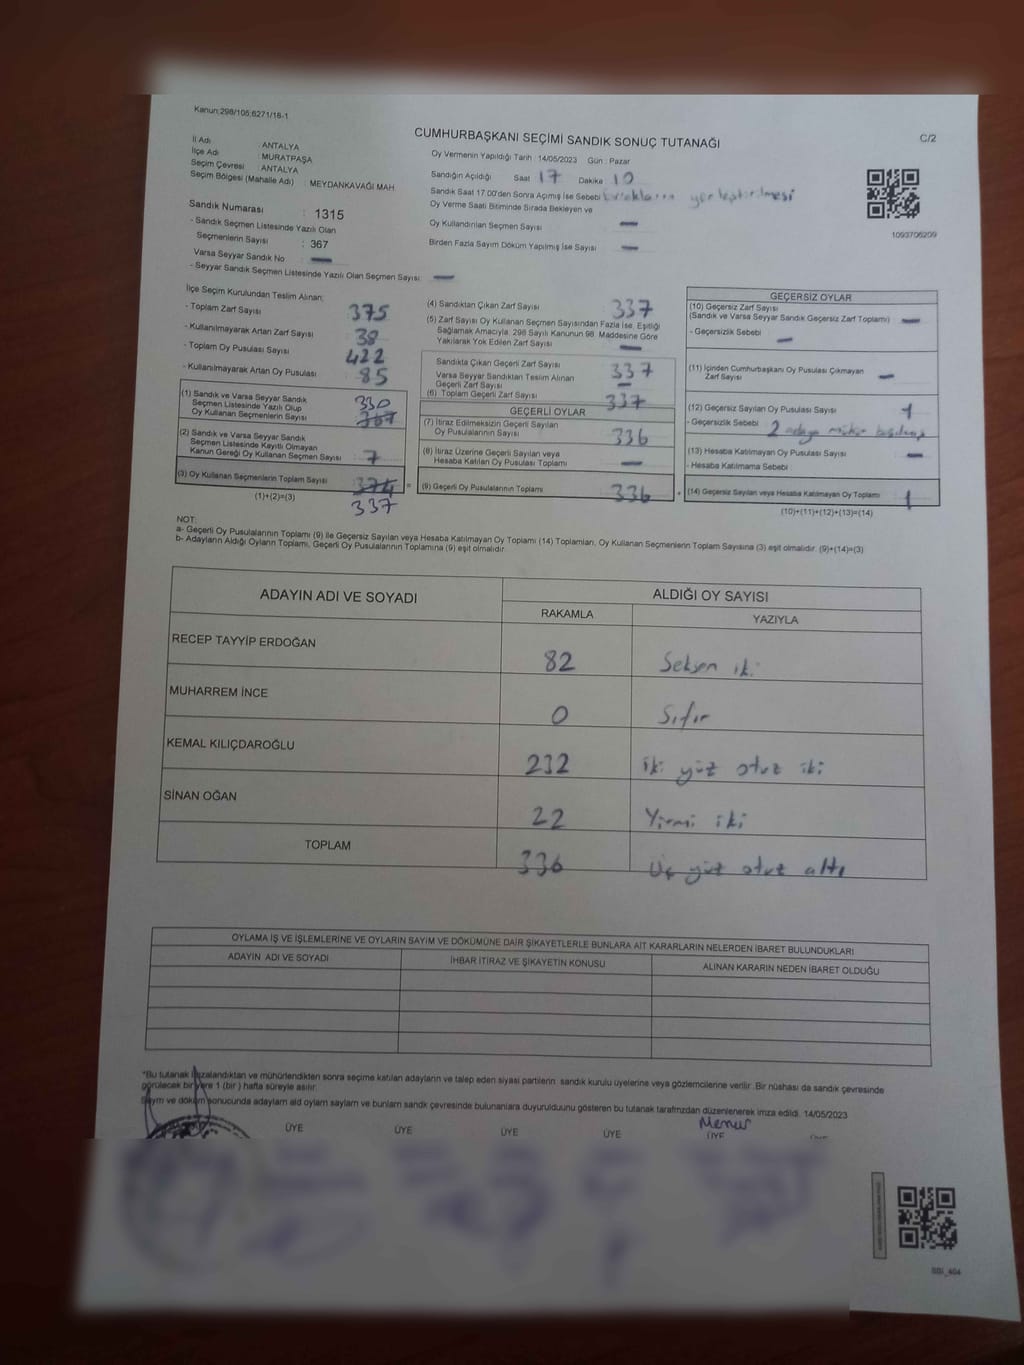 Kanun:298/105;6271/16-1
CUMHURBAŞKANI SEÇİMİ SANDIK SONUÇ TUTANAĞI
C/2
İl Adı : ANTALYA
İlçe Adı : MURATPAŞA
Seçim Çevresi : ANTALYA
Seçim Bölgesi (Mahalle Adı) : MEYDANKAVAĞI MAH
Oy Vermenin Yapıldığı Tarih : 14/05/2023 Gün : Pazar
Sandığın Açıldığı Saat 17 Dakika 10
Sandık Saat 17.00'den Sonra Açımış İse Sebebi yerleştirilmesi
Oy Verme Saati Bitiminde Sırada Bekleyen ve
Oy Kullandırılan Seçmen Sayısı —
Birden Fazla Sayım Döküm Yapılmış İse Sayısı —
1093706209
Sandık Numarası : 1315
- Sandık Seçmen Listesinde Yazılı Olan
Seçmenlerin Sayısı : 367
Varsa Seyyar Sandık No —
- Seyyar Sandık Seçmen Listesinde Yazılı Olan Seçmen Sayısı: —
İlçe Seçim Kurulundan Teslim Alınan:
- Toplam Zarf Sayısı 375
- Kullanılmayarak Artan Zarf Sayısı 38
- Toplam Oy Pusulası Sayısı 422
- Kullanılmayarak Artan Oy Pusulası 85
(1) Sandık ve Varsa Seyyar Sandık
Seçmen Listesinde Yazılı Olup
Oy Kullanan Seçmenlerin Sayısı 330 367
(2) Sandık ve Varsa Seyyar Sandık
Seçmen Listesinde Kayıtlı Olmayan
Kanun Gereği Oy Kullanan Seçmen Sayısı : 7
(3) Oy Kullanan Seçmenlerin Toplam Sayısı 374 =
(1)+(2)=(3) 337
(4) Sandıktan Çıkan Zarf Sayısı 337
(5) Zarf Sayısı Oy Kullanan Seçmen Sayısından Fazla İse, Eşitliği
Sağlamak Amacıyla, 298 Sayılı Kanunun 98. Maddesine Göre
Yakılarak Yok Edilen Zarf Sayısı —
Sandıkta Çıkan Geçerli Zarf Sayısı 337
Varsa Seyyar Sandıktan Teslim Alınan
Geçerli Zarf Sayısı —
(6) Toplam Geçerli Zarf Sayısı 337
GEÇERLİ OYLAR
(7) İtiraz Edilmeksizin Geçerli Sayılan
Oy Pusulalarının Sayısı 336
(8) İtiraz Üzerine Geçerli Sayılan veya
Hesaba Katılan Oy Pusulası Toplamı —
(9) Geçerli Oy Pusulalarının Toplamı 336 +
GEÇERSİZ OYLAR
(10) Geçersiz Zarf Sayısı
(Sandık ve Varsa Seyyar Sandık Geçersiz Zarf Toplamı) —
- Geçersizlik Sebebi —
(11) İçinden Cumhurbaşkanı Oy Pusulası Çıkmayan
Zarf Sayısı —
(12) Geçersiz Sayılan Oy Pusulası Sayısı 1
- Geçersizlik Sebebi 2 adaya mühür
(13) Hesaba Katılmayan Oy Pusulası Sayısı —
- Hesaba Katılmama Sebebi
(14) Geçersiz Sayılan veya Hesaba Katılmayan Oy Toplamı 1
(10)+(11)+(12)+(13)=(14)
NOT:
a- Geçerli Oy Pusulalarının Toplamı (9) ile Geçersiz Sayılan veya Hesaba Katılmayan Oy Toplamı (14) Toplamları, Oy Kullanan Seçmenlerin Toplam Sayısına (3) eşit olmalıdır. (9)+(14)=(3)
b- Adayların Aldığı Oyların Toplamı, Geçerli Oy Pusulalarının Toplamına (9) eşit olmalıdır.
ADAYIN ADI VE SOYADI
ALDIĞI OY SAYISI
RAKAMLA YAZIYLA
RECEP TAYYİP ERDOĞAN 82 Seksen iki
MUHARREM İNCE 0 Sıfır
KEMAL KILIÇDAROĞLU 232 iki yüz otuz iki
SİNAN OĞAN 22 Yirmi iki
TOPLAM 336 Üç yüz otuz altı
OYLAMA İŞ VE İŞLEMLERİNE VE OYLARIN SAYIM VE DÖKÜMÜNE DAİR ŞİKAYETLERLE BUNLARA AİT KARARLARIN NELERDEN İBARET BULUNDUKLARI
ADAYIN ADI VE SOYADI İHBAR İTİRAZ VE ŞİKAYETİN KONUSU ALINAN KARARIN NEDEN İBARET OLDUĞU
*Bu tutanak imzalandıktan ve mühürlendikten sonra seçime katılan adayların ve talep eden siyasi partilerin sandık kurulu üyelerine veya gözlemcilerine verilir. Bir nüshası da sandık çevresinde
görülecek bir yere 1 (bir) hafta süreyle asılır.
Sayım ve döküm sonucunda adayların ald oyların sayların ve bunların sandık çevresinde bulunanlara duyurulduunu gösteren bu tutanak tarafmzdan düzenlenerek imza edildi. 14/05/2023
Memur
ÜYE ÜYE ÜYE ÜYE ÜYE ÜYE